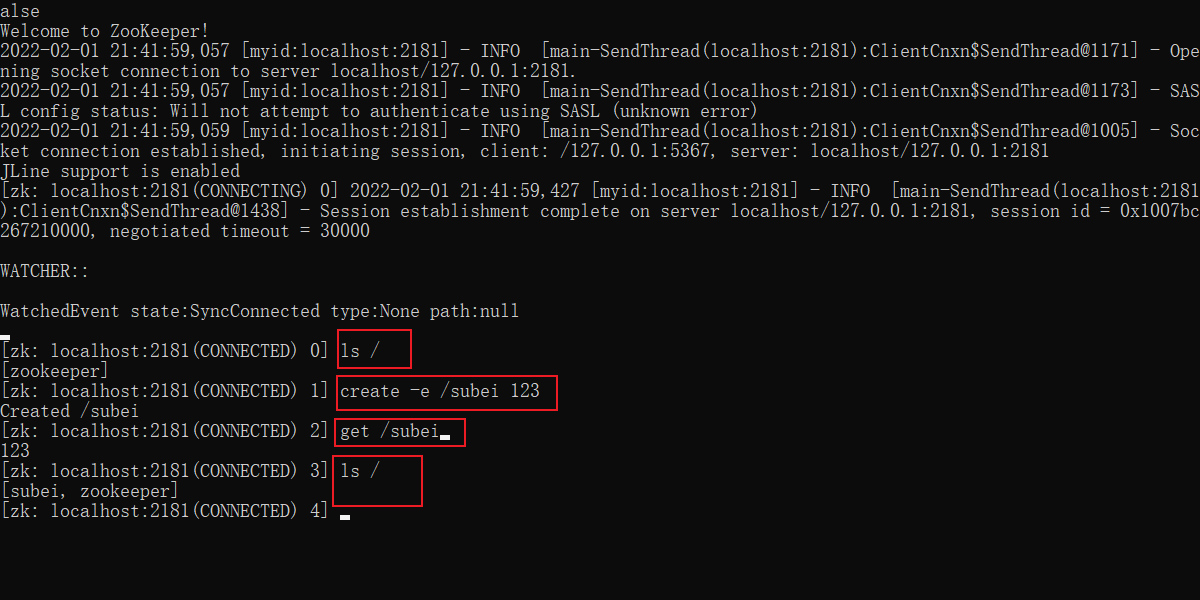 alse
Welcome to ZooKeeper!
2022-02-01 21:41:59,057 [myid:localhost:2181] - INFO  [main-SendThread(localhost:2181):ClientCnxn$SendThread@1171] - Ope
ning socket connection to server localhost/127.0.0.1:2181.
2022-02-01 21:41:59,057 [myid:localhost:2181] - INFO  [main-SendThread(localhost:2181):ClientCnxn$SendThread@1173] - SAS
L config status: Will not attempt to authenticate using SASL (unknown error)
2022-02-01 21:41:59,059 [myid:localhost:2181] - INFO  [main-SendThread(localhost:2181):ClientCnxn$SendThread@1005] - Soc
ket connection established, initiating session, client: /127.0.0.1:5367, server: localhost/127.0.0.1:2181
JLine support is enabled
[zk: localhost:2181(CONNECTING) 0] 2022-02-01 21:41:59,427 [myid:localhost:2181] - INFO  [main-SendThread(localhost:2181
):ClientCnxn$SendThread@1438] - Session establishment complete on server localhost/127.0.0.1:2181, session id = 0x1007bc
267210000, negotiated timeout = 30000
WATCHER::
WatchedEvent state:SyncConnected type:None path:null
[zk: localhost:2181(CONNECTED) 0] ls /
[zookeeper]
[zk: localhost:2181(CONNECTED) 1] create -e /subei 123
Created /subei
[zk: localhost:2181(CONNECTED) 2] get /subei
123
[zk: localhost:2181(CONNECTED) 3] ls /
[subei, zookeeper]
[zk: localhost:2181(CONNECTED) 4]